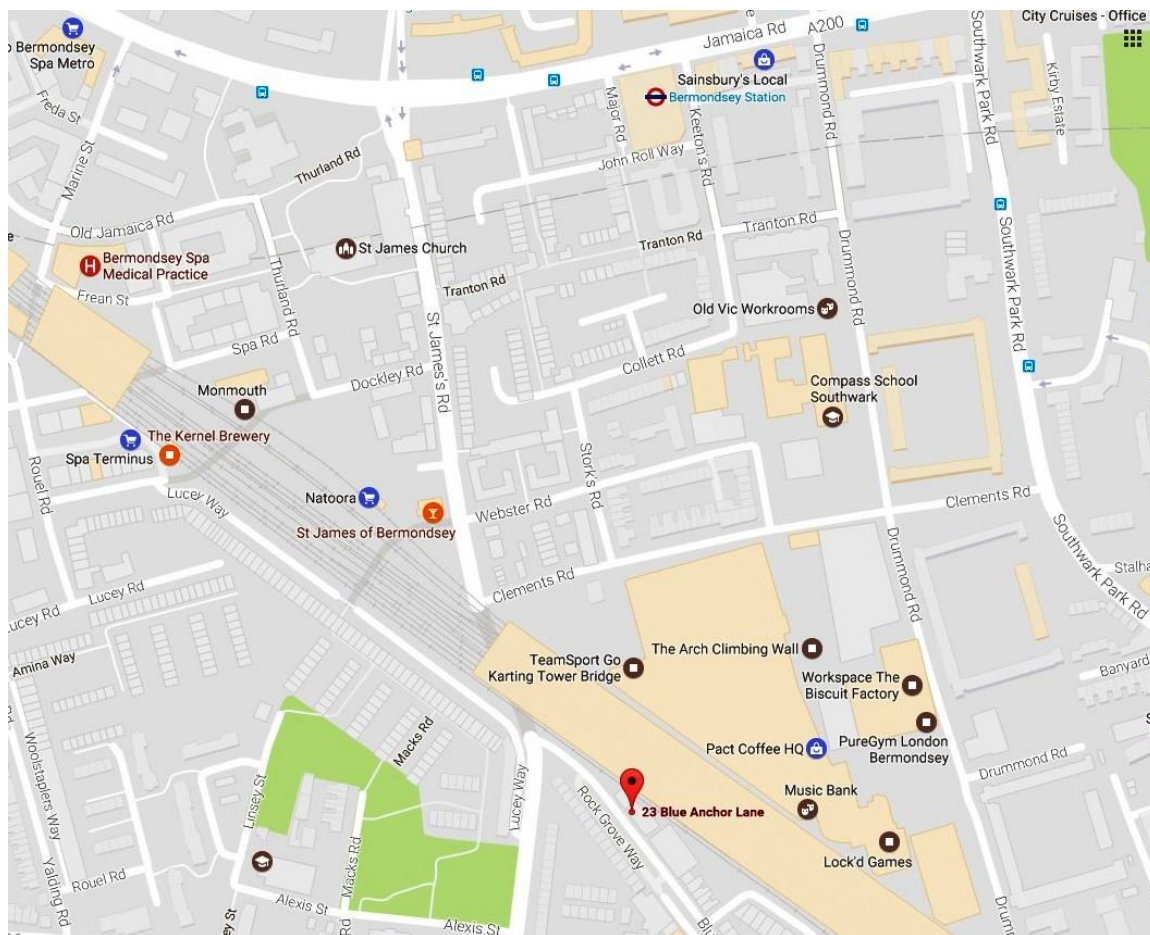 City Cruises - Office
Jamaica Rd
A200
o Bermondsey
Spa Metro
Sainsbury's Local
Bermondsey Station
Freda St
Marine St
Major Rd
Keeton's Rd
Drummond Rd
Southwark Park Rd
Kirby Estate
John Roll Way
Thurland Rd
Old Jamaica Rd
St James Church
Tranton Rd
Tranton Rd
Tranton Rd
Bermondsey Spa
Medical Practice
Frean St
Thurland Rd
Drummond Rd
Southwark Park Rd
Old Vic Workrooms
Spa Rd
St James's Rd
Collett Rd
Dockley Rd
Monmouth
Compass School
Southwark
The Kernel Brewery
Spa Terminus
Rouel Rd
Lucey Way
Natoora
St James of Bermondsey
Stork's Rd
Webster Rd
Clements Rd
Clements Rd
Drummond Rd
Southwark Park Rd
Stalha
Lucey Rd
Lucey Rd
Amina Way
TeamSport Go
Karting Tower Bridge
The Arch Climbing Wall
Workspace The
Biscuit Factory
Banyard
PureGym London
Bermondsey
Pact Coffee HQ
Woolstaplers Way
Linsey St
Macks Rd
Lucey Way
Drummond Rd
Music Bank
Rock Grove Way
23 Blue Anchor Lane
Lock'd Games
Macks Rd
Rouel Rd
Yalding Rd
Alexis St
Alexis St